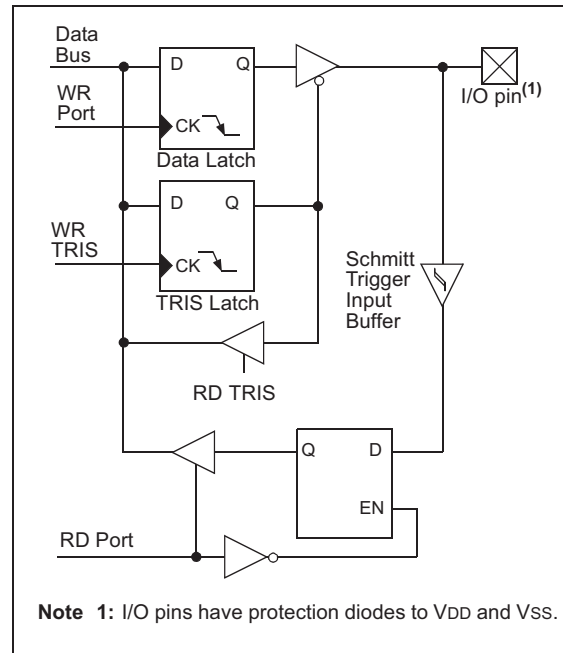 Data
Bus
D Q
WR
Port
CK
I/O pin(1)
Data Latch
D Q
WR
TRIS
CK
TRIS Latch
Schmitt
Trigger
Input
Buffer
RD TRIS
Q D
EN
RD Port
Note 1: I/O pins have protection diodes to VDD and VSS.